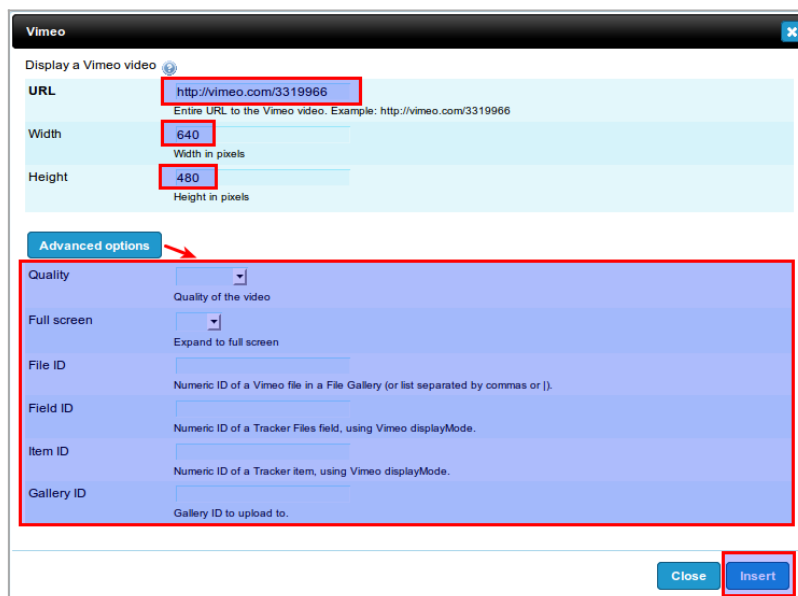 Vimeo
Display a Vimeo video
URL
http://vimeo.com/3319966
Entire URL to the Vimeo video. Example: http://vimeo.com/3319966
Width
640
Width in pixels
Height
480
Height in pixels
Advanced options
Quality
Quality of the video
Full screen
Expand to full screen
File ID
Numeric ID of a Vimeo file in a File Gallery (or list separated by commas or |).
Field ID
Numeric ID of a Tracker Files field, using Vimeo displayMode.
Item ID
Numeric ID of a Tracker item, using Vimeo displayMode.
Gallery ID
Gallery ID to upload to.
Close
Insert